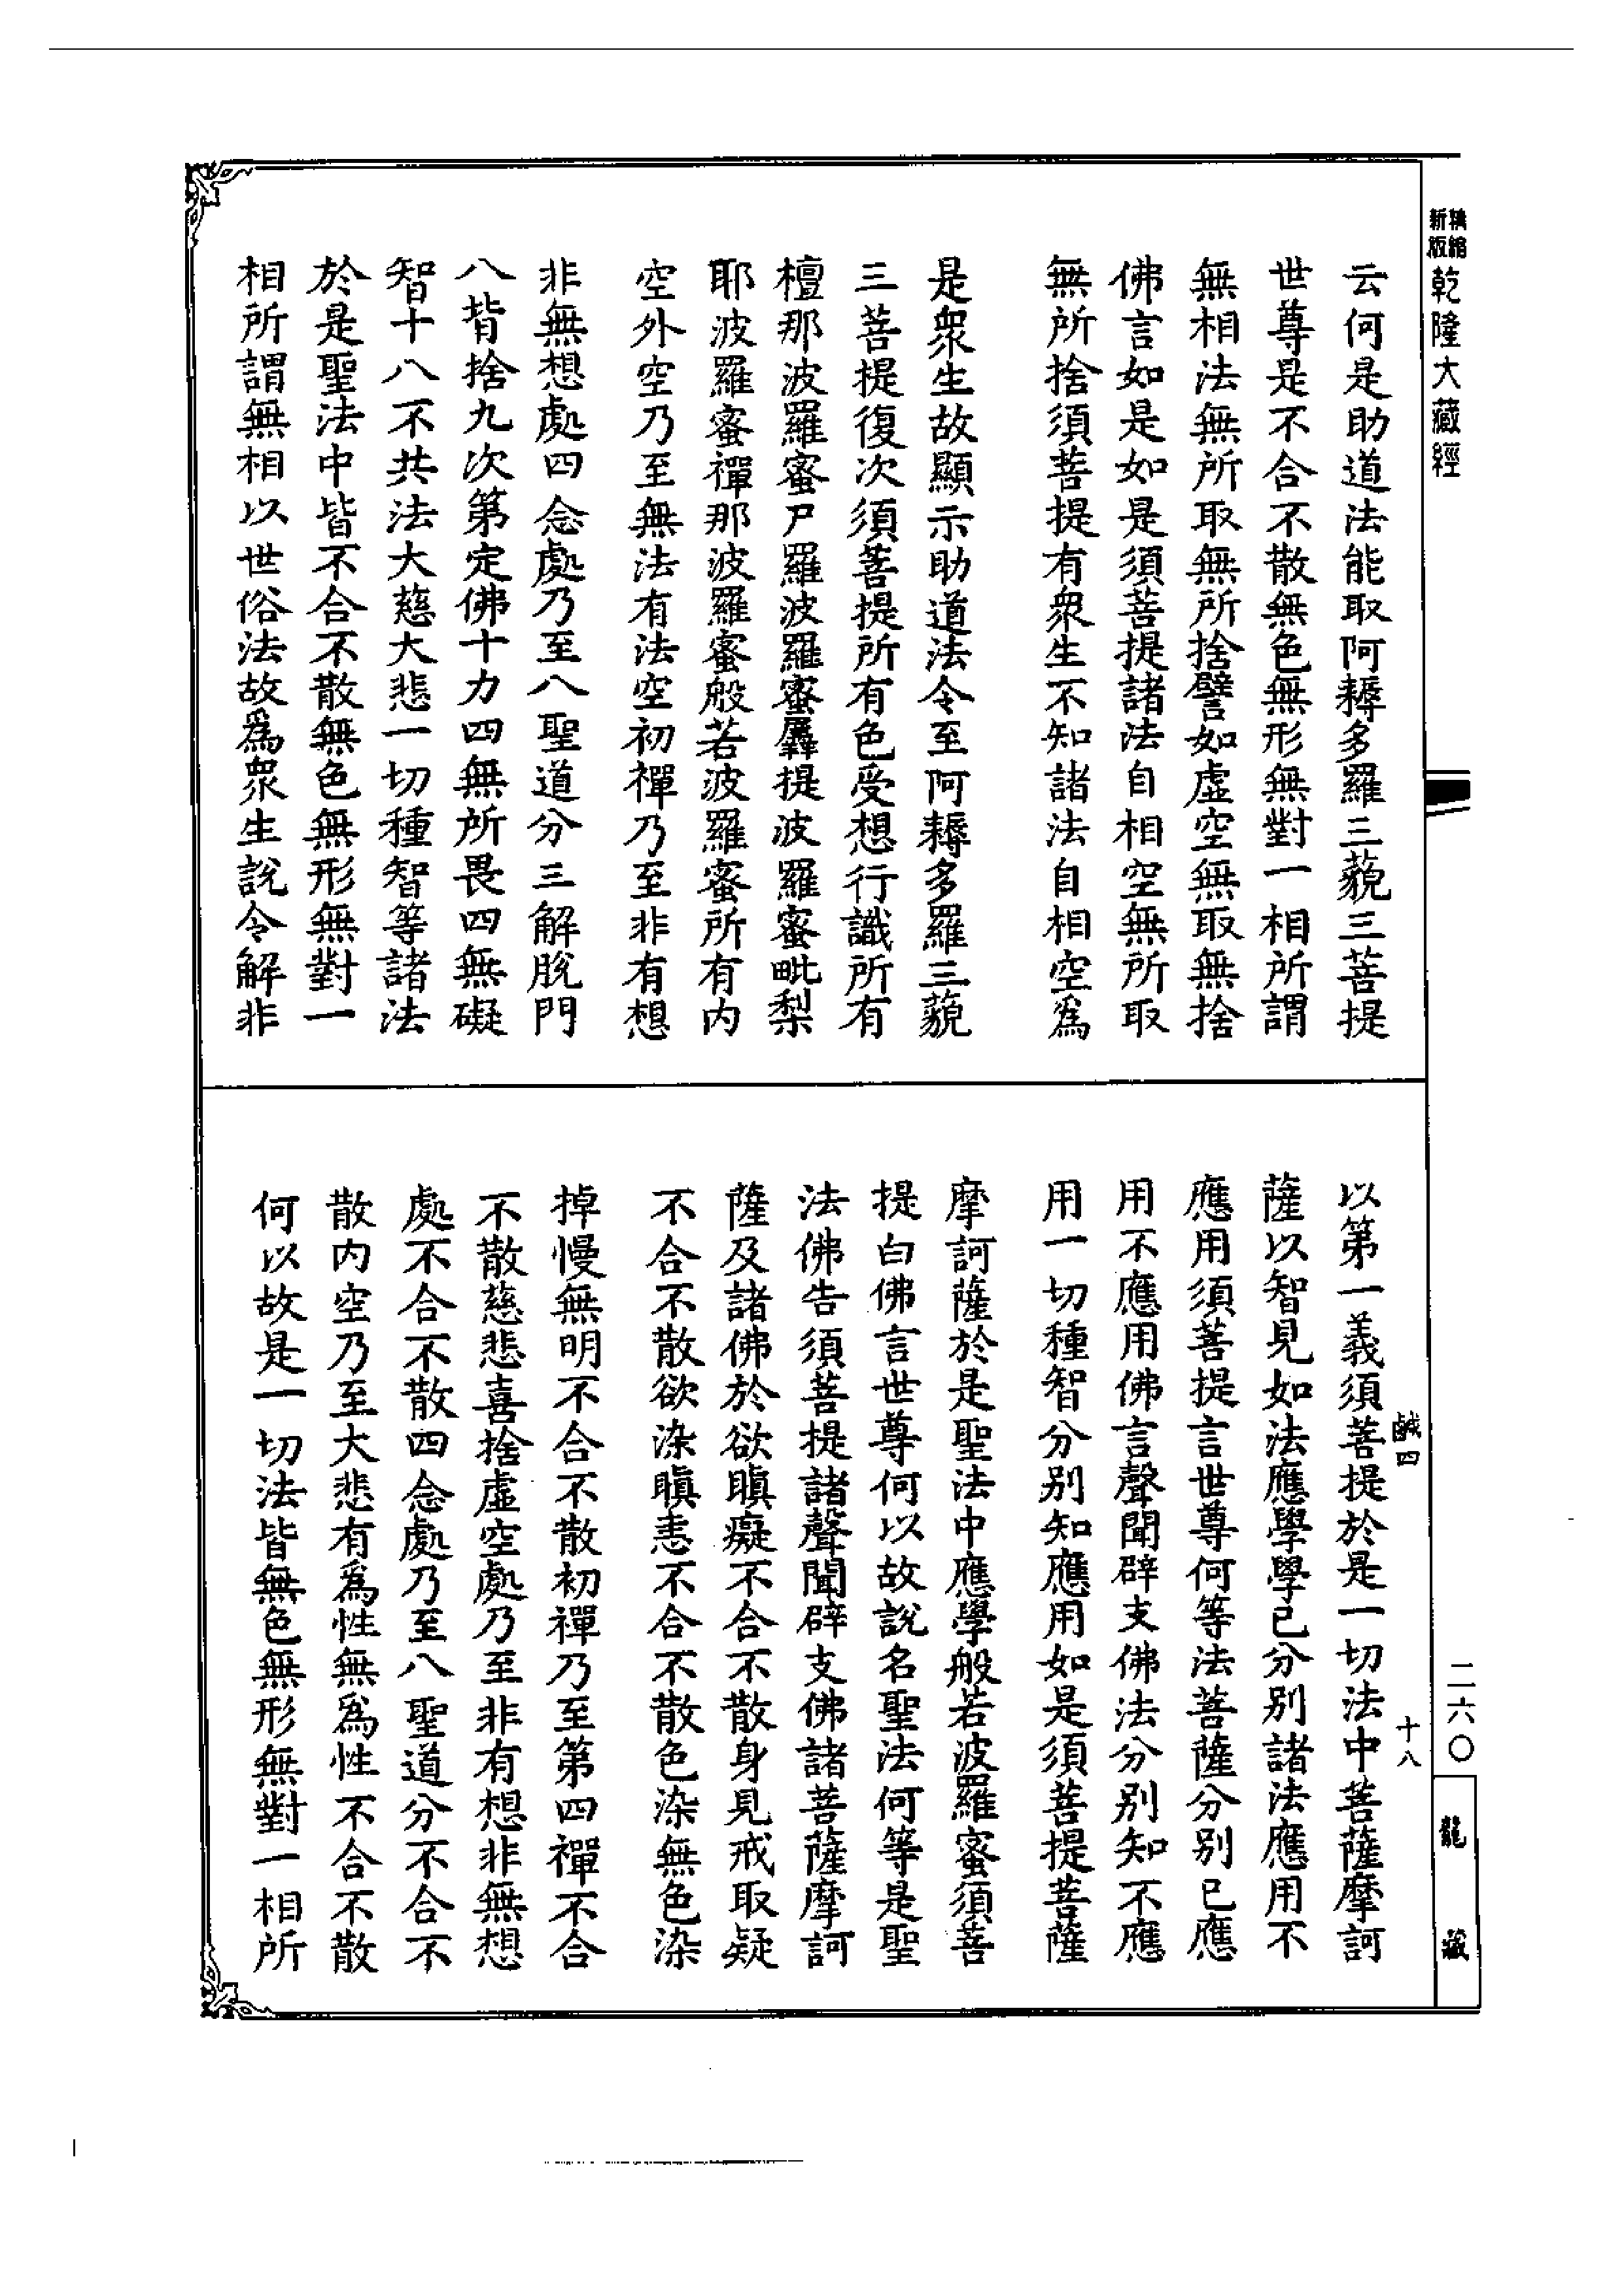 精縮新版乾隆大藏經
云何是助道法能取阿耨多羅三藐三菩提
世尊是不合不散無色無形無對一相所謂
無相法無所取無所捨譬如虛空無取無捨
佛言如是如是須菩提諸法自相空無所取
無所捨須菩提有衆生不知諸法自相空爲
是衆生故顯示助道法令至阿耨多羅三藐
三菩提復次須菩提所有色受想行識所有
檀那波羅蜜尸羅波羅蜜羼提波羅蜜毗梨
耶波羅蜜禪那波羅蜜般若波羅蜜所有內
空外空乃至無法有法空初禪乃至非有想
非無想處四念處乃至八聖道分三解脫門
八背捨九次第定佛十力四無所畏四無礙
智十八不共法大慈大悲一切種智等諸法
於是聖法中皆不合不散無色無形無對一
相所謂無相以世俗法故爲衆生說令解非
鹹四
十八
以第一義須菩提於是一切法中菩薩摩訶
薩以智見如法應學學已分別諸法應用不
應用須菩提言世尊何等法菩薩分別已應
用不應用佛言聲聞辟支佛法分別知不應
用一切種智分別知應用如是須菩提菩薩
摩訶薩於是聖法中應學般若波羅蜜須菩
提白佛言世尊何以故說名聖法何等是聖
法佛告須菩提諸聲聞辟支佛諸菩薩摩訶
薩及諸佛於欲瞋癡不合不散身見戒取疑
不合不散欲染瞋恚不合不散色染無色染
掉慢無明不合不散初禪乃至第四禪不合
不散慈悲喜捨虛空處乃至非有想非無想
處不合不散四念處乃至八聖道分不合不
散内空乃至大悲有爲性無爲性不合不散
何以故是一切法皆無色無形無對一相所
二六〇
龍藏